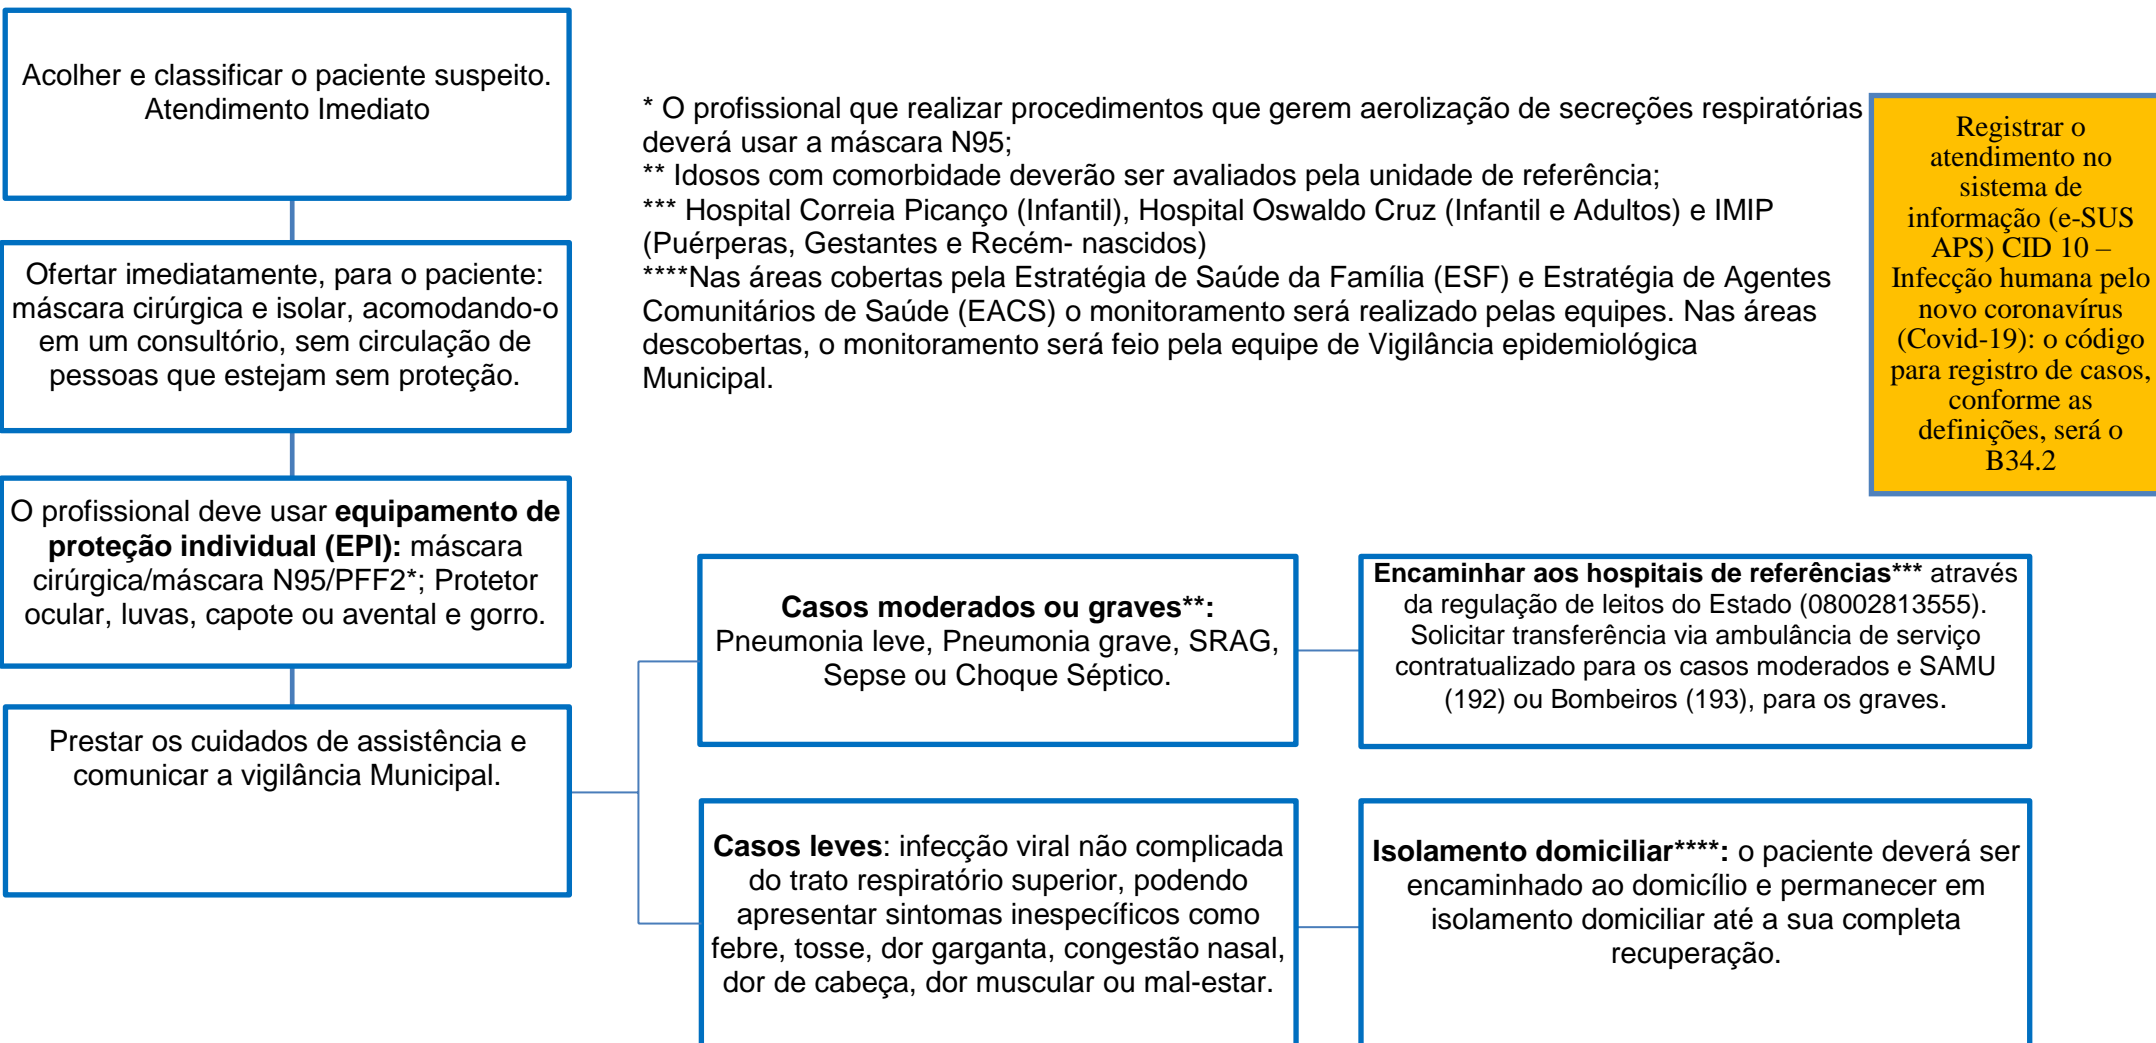 Acolher e classificar o paciente suspeito.
Atendimento Imediato
Ofertar imediatamente, para o paciente:
máscara cirúrgica e isolar, acomodando-o
em um consultório, sem circulação de
pessoas que estejam sem proteção.
O profissional deve usar equipamento de
proteção individual (EPI): máscara
cirúrgica/máscara N95/PFF2*; Protetor
ocular, luvas, capote ou avental e gorro.
Prestar os cuidados de assistência e
comunicar a vigilância Municipal.
* O profissional que realizar procedimentos que gerem aerolização de secreções respiratórias
deverá usar a máscara N95;
** Idosos com comorbidade deverão ser avaliados pela unidade de referência;
*** Hospital Correia Picanço (Infantil), Hospital Oswaldo Cruz (Infantil e Adultos) e IMIP
(Puérperas, Gestantes e Recém- nascidos)
****Nas áreas cobertas pela Estratégia de Saúde da Família (ESF) e Estratégia de Agentes
Comunitários de Saúde (EACS) o monitoramento será realizado pelas equipes. Nas áreas
descobertas, o monitoramento será feio pela equipe de Vigilância epidemiológica
Municipal.
Registrar o
atendimento no
sistema de
informação (e-SUS
APS) CID 10 –
Infecção humana pelo
novo coronavírus
(Covid-19): o código
para registro de casos,
conforme as
definições, será o
B34.2
Casos moderados ou graves**:
Pneumonia leve, Pneumonia grave, SRAG,
Sepse ou Choque Séptico.
Encaminhar aos hospitais de referências*** através
da regulação de leitos do Estado (08002813555).
Solicitar transferência via ambulância de serviço
contratualizado para os casos moderados e SAMU
(192) ou Bombeiros (193), para os graves.
Casos leves: infecção viral não complicada
do trato respiratório superior, podendo
apresentar sintomas inespecíficos como
febre, tosse, dor garganta, congestão nasal,
dor de cabeça, dor muscular ou mal-estar.
Isolamento domiciliar****: o paciente deverá ser
encaminhado ao domicílio e permanecer em
isolamento domiciliar até a sua completa
recuperação.